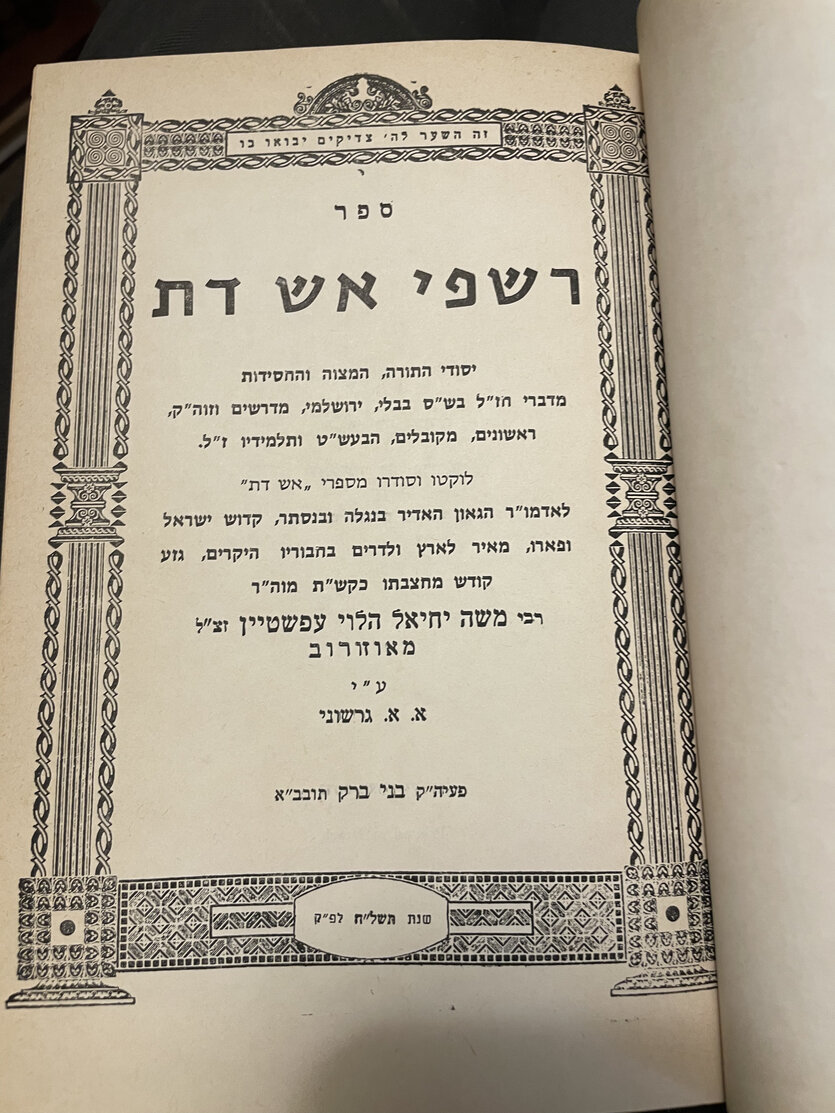 זה השער לה׳ צדיקים יבואו בו
ספר
רשפי אש דת
יסודי התורה, המצוה והחסידות
מדברי חז״ל בש״ס בבלי, ירושלמי, מדרשים וזוה״ק,
ראשונים, מקובלים, הבעש״ט ותלמידיו ז״ל.
לוקטו וסודרו מספרי „אש דת״
לאדמו״ר הגאון האדיר בנגלה ובנסתר, קדוש ישראל
ופארו, מאיר לארץ ולדרים בחבוריו היקרים, גזע
קודש מחצבתו כקש״ת מוה״ר
רבי משה יחיאל הלוי עפשטיין זצ״ל
מאוזורוב
ע״י
א. א. גרשוני
פעיה״ק בני ברק תובב״א
שנת תשל״ח לפ״ק